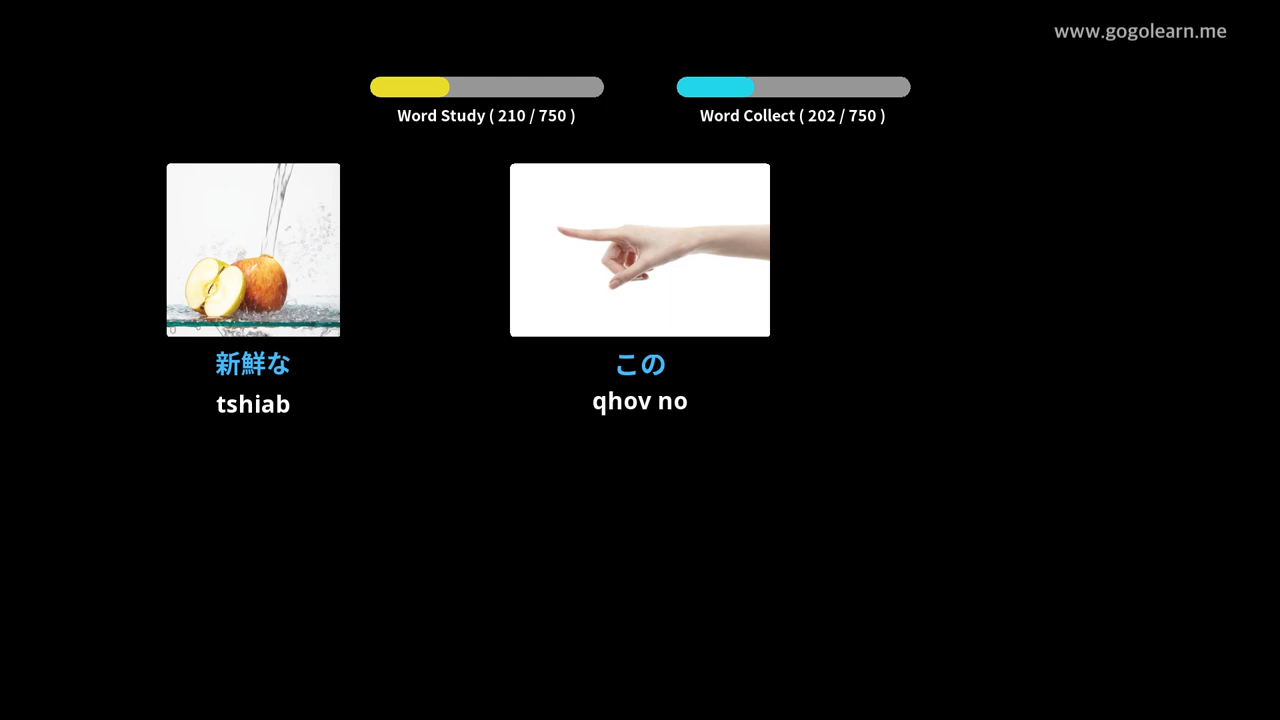 www.gogolearn.me
Word Study ( 210 / 750 )
Word Collect ( 202 / 750 )
新鮮な
tshiab
この
qhov no